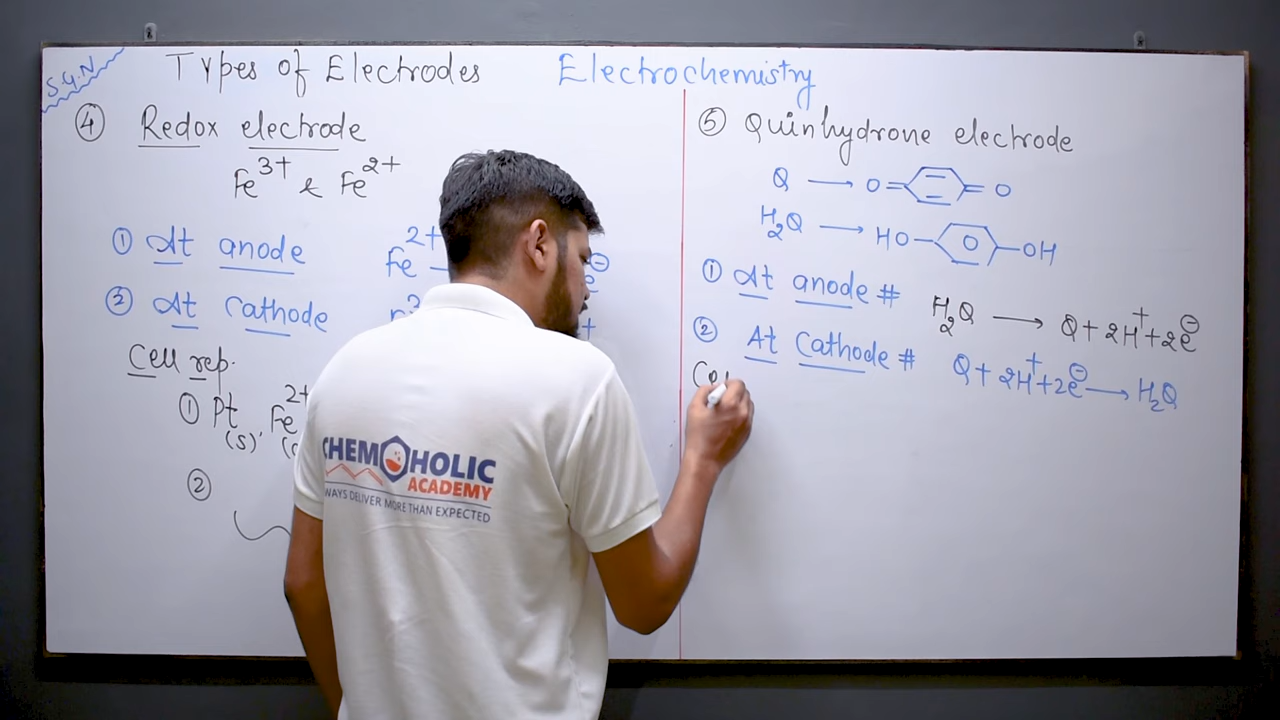 S.G.N
Types of Electrodes
Electrochemistry
④ Redox electrode
Fe³⁺ & Fe²⁺
① At anode Fe²⁺
② At Cathode
Cell rep.
① Pt(s), Fe²⁺
②
⑤ Quinhydrone electrode
Q → O= =O
H₂Q → HO- -OH
① At anode # H₂Q → Q + 2H⁺ + 2e⊖
② At Cathode # Q + 2H⁺ + 2e⊖ → H₂Q
CHEMOHOLIC
ACADEMY
WAYS DELIVER MORE THAN EXPECTED